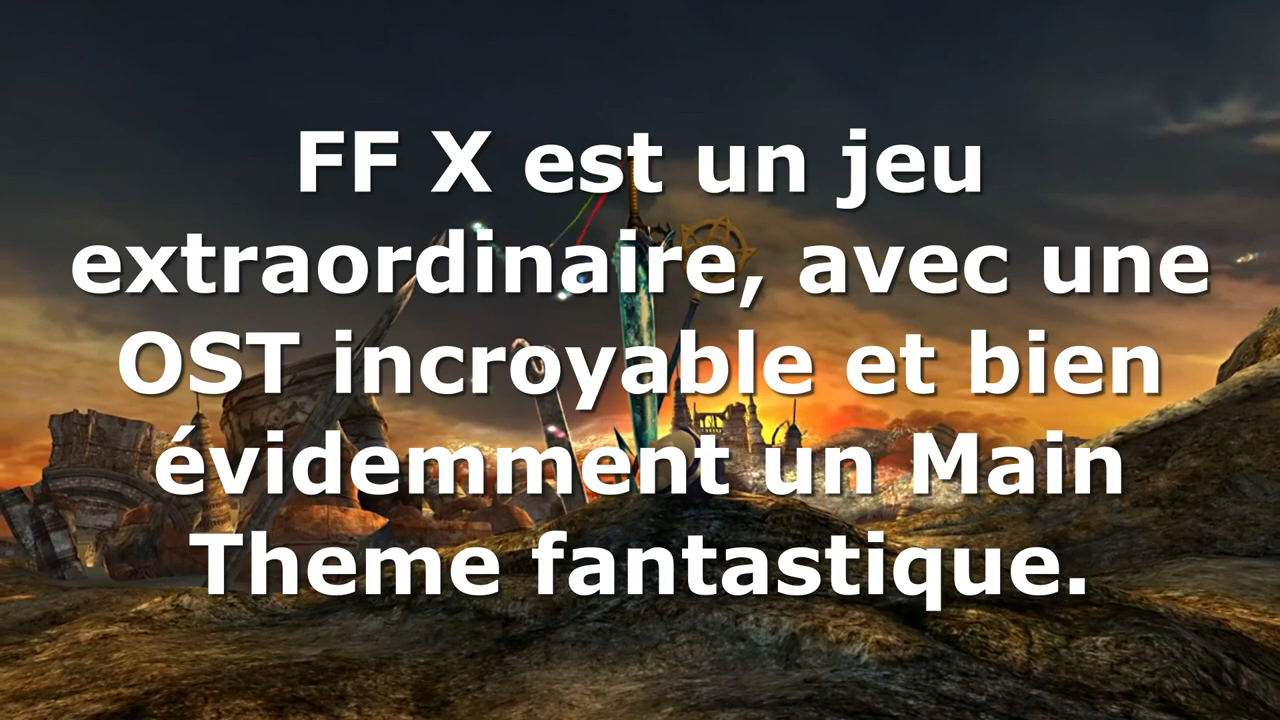 FF X est un jeu
extraordinaire, avec une
OST incroyable et bien
évidemment un Main
Theme fantastique.